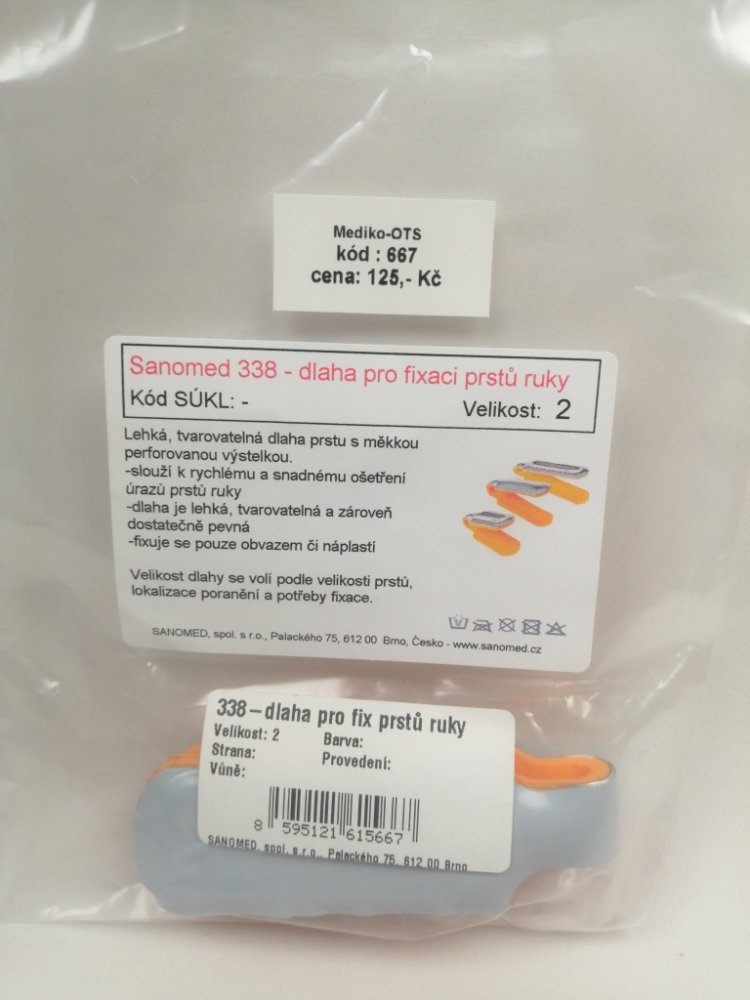 Mediko-OTS
kód : 667
cena: 125,- Kč
Sanomed 338 - dlaha pro fixaci prstů ruky
Kód SÚKL: -
Velikost: 2
Lehká, tvarovatelná dlaha prstu s měkkou
perforovanou výstelkou.
-slouží k rychlému a snadnému ošetření
úrazů prstů ruky
-dlaha je lehká, tvarovatelná a zároveň
dostatečně pevná
-fixuje se pouze obvazem či náplastí
Velikost dlahy se volí podle velikosti prstů,
lokalizace poranění a potřeby fixace.
SANOMED, spol. s r.o., Palackého 75, 612 00 Brno, Česko - www.sanomed.cz
338–dlaha pro fix prstů ruky
Velikost: 2 Barva:
Strana: Provedení:
Vůně:
8 595121 615667
SANOMED, spol. s.r.o., Palackého 75, 612 00 Brno